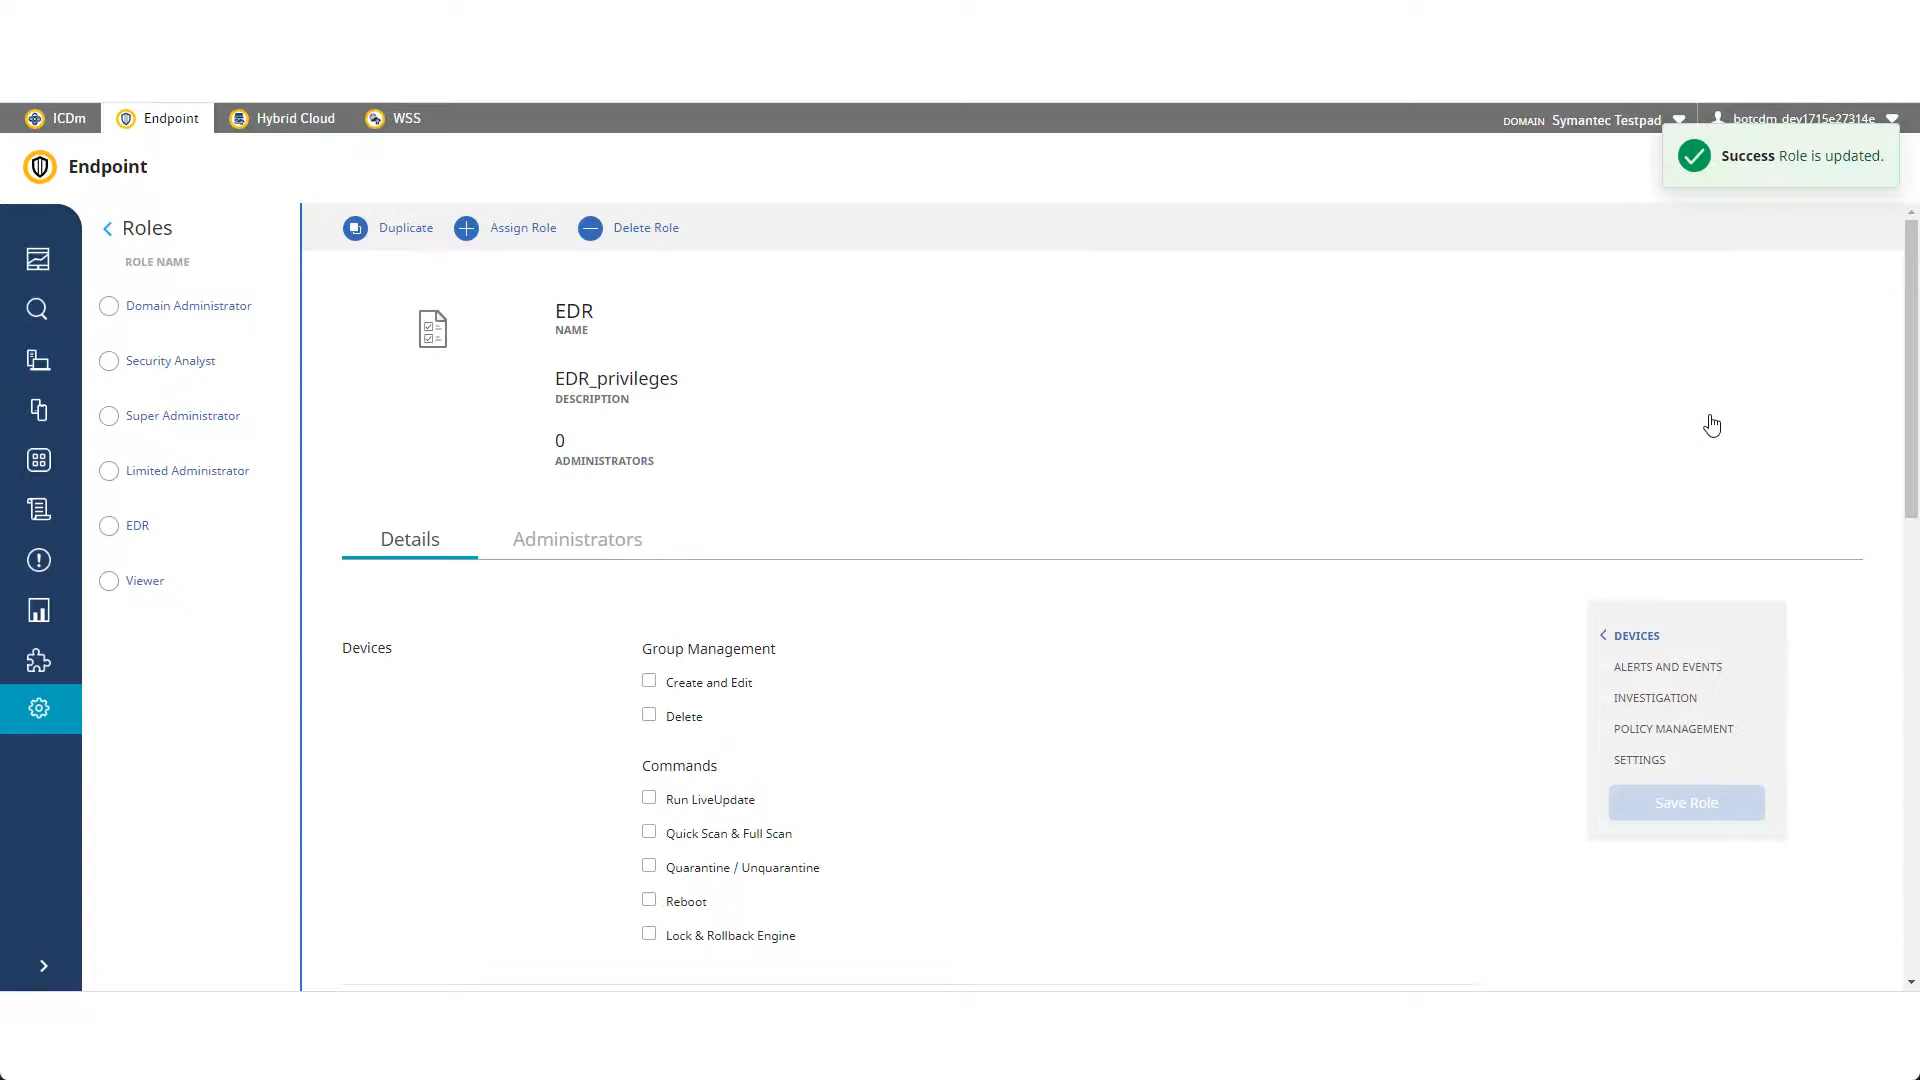 ICDm
Endpoint
Hybrid Cloud
WSS
DOMAIN Symantec Testpad
botcdm_dev1715e27314e
Success Role is updated.
Endpoint
Roles
ROLE NAME
Domain Administrator
Security Analyst
Super Administrator
Limited Administrator
EDR
Viewer
Duplicate
Assign Role
Delete Role
EDR
NAME
EDR_privileges
DESCRIPTION
0
ADMINISTRATORS
Details
Administrators
Devices
Group Management
Create and Edit
Delete
Commands
Run LiveUpdate
Quick Scan & Full Scan
Quarantine / Unquarantine
Reboot
Lock & Rollback Engine
DEVICES
ALERTS AND EVENTS
INVESTIGATION
POLICY MANAGEMENT
SETTINGS
Save Role